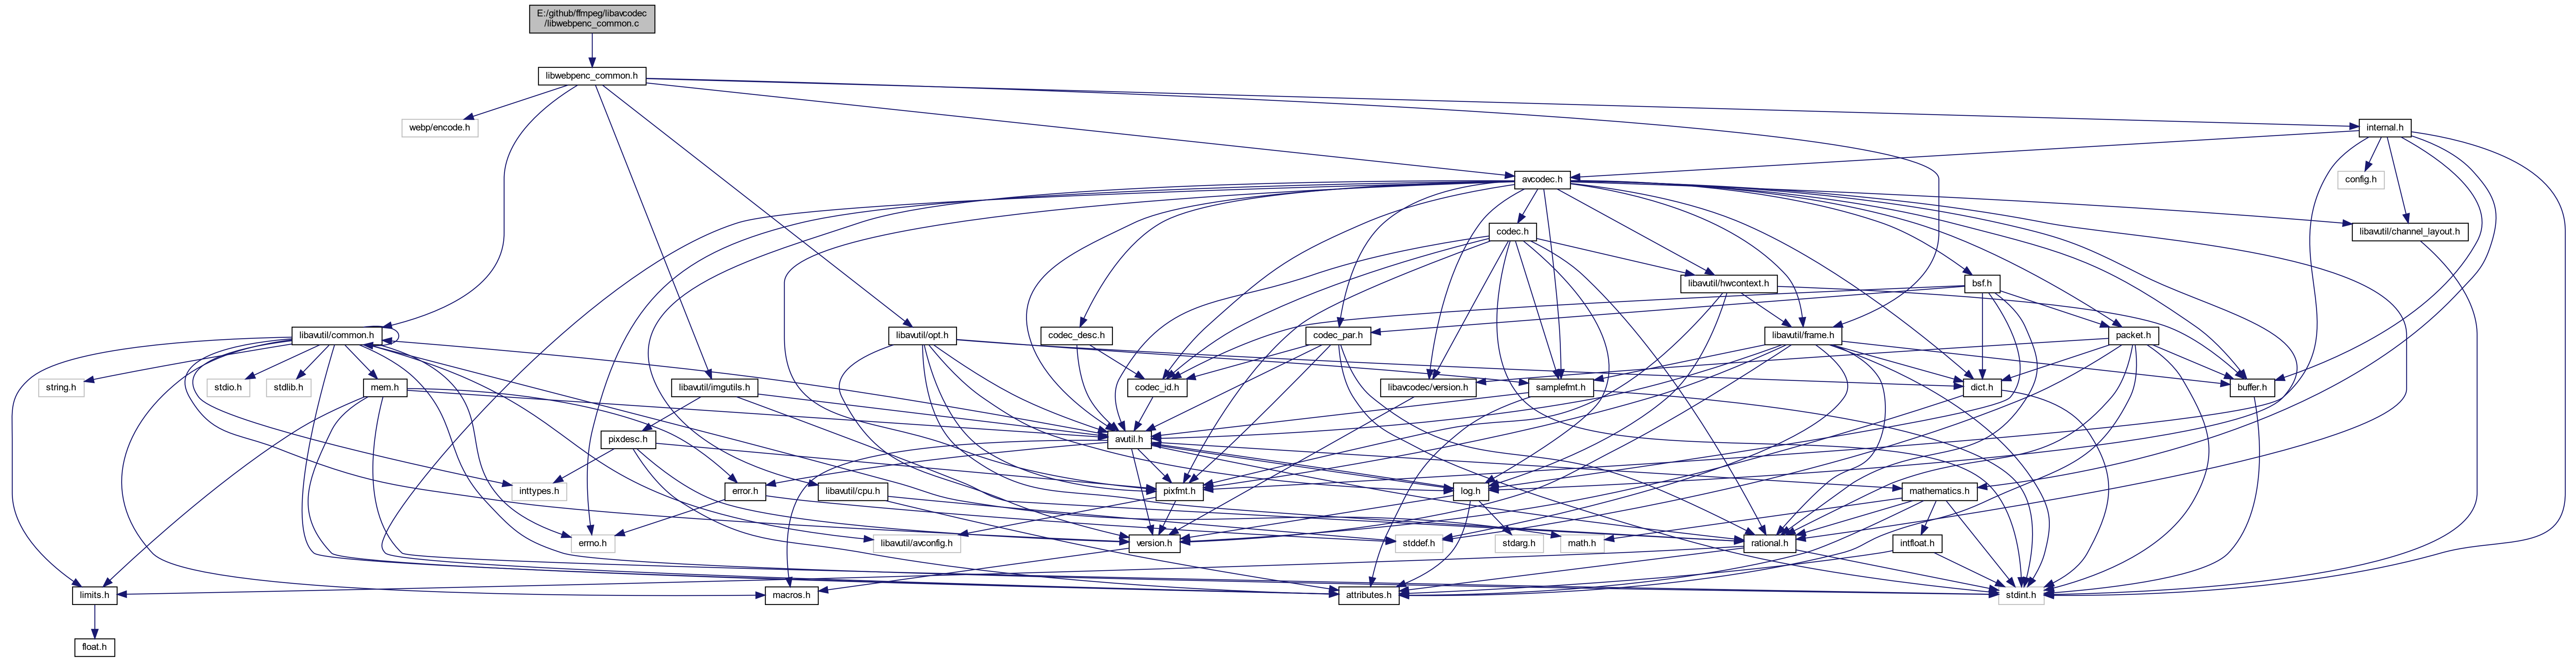 E:/github/ffmpeg/libavcodec
/libwebpenc_common.c
libwebpenc_common.h
webp/encode.h
internal.h
avcodec.h
config.h
codec.h
libavutil/channel_layout.h
libavutil/hwcontext.h
bsf.h
libavutil/common.h
libavutil/opt.h
codec_desc.h
codec_par.h
libavutil/frame.h
packet.h
string.h
stdio.h
stdlib.h
mem.h
libavutil/imgutils.h
codec_id.h
libavcodec/version.h
samplefmt.h
dict.h
buffer.h
pixdesc.h
avutil.h
inttypes.h
error.h
libavutil/cpu.h
pixfmt.h
log.h
mathematics.h
errno.h
libavutil/avconfig.h
version.h
stddef.h
stdarg.h
math.h
rational.h
intfloat.h
limits.h
macros.h
attributes.h
stdint.h
float.h